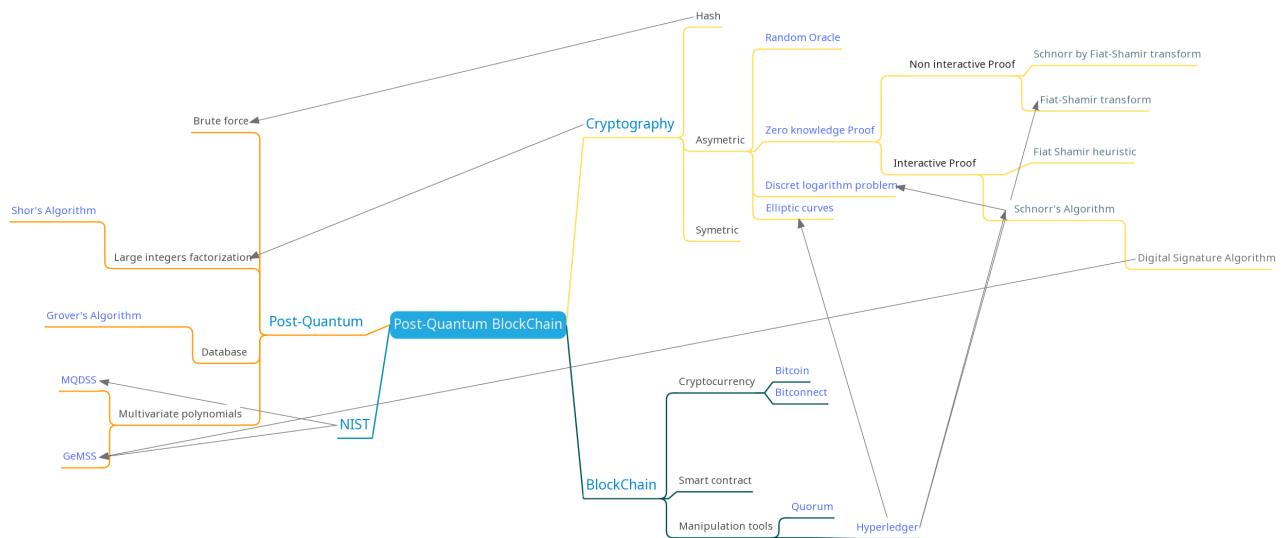 Hash
Random Oracle
Schnorr by Fiat-Shamir transform
Non interactive Proof
Fiat-Shamir transform
Brute force
Cryptography
Zero knowledge Proof
Asymetric
Fiat Shamir heuristic
Interactive Proof
Discret logarithm problem
Elliptic curves
Schnorr's Algorithm
Shor's Algorithm
Symetric
Large integers factorization
Digital Signature Algorithm
Grover's Algorithm
Post-Quantum
Post-Quantum BlockChain
Database
Bitcoin
MQDSS
Cryptocurrency
Bitconnect
Multivariate polynomials
NIST
GeMSS
Smart contract
BlockChain
Quorum
Manipulation tools
Hyperledger